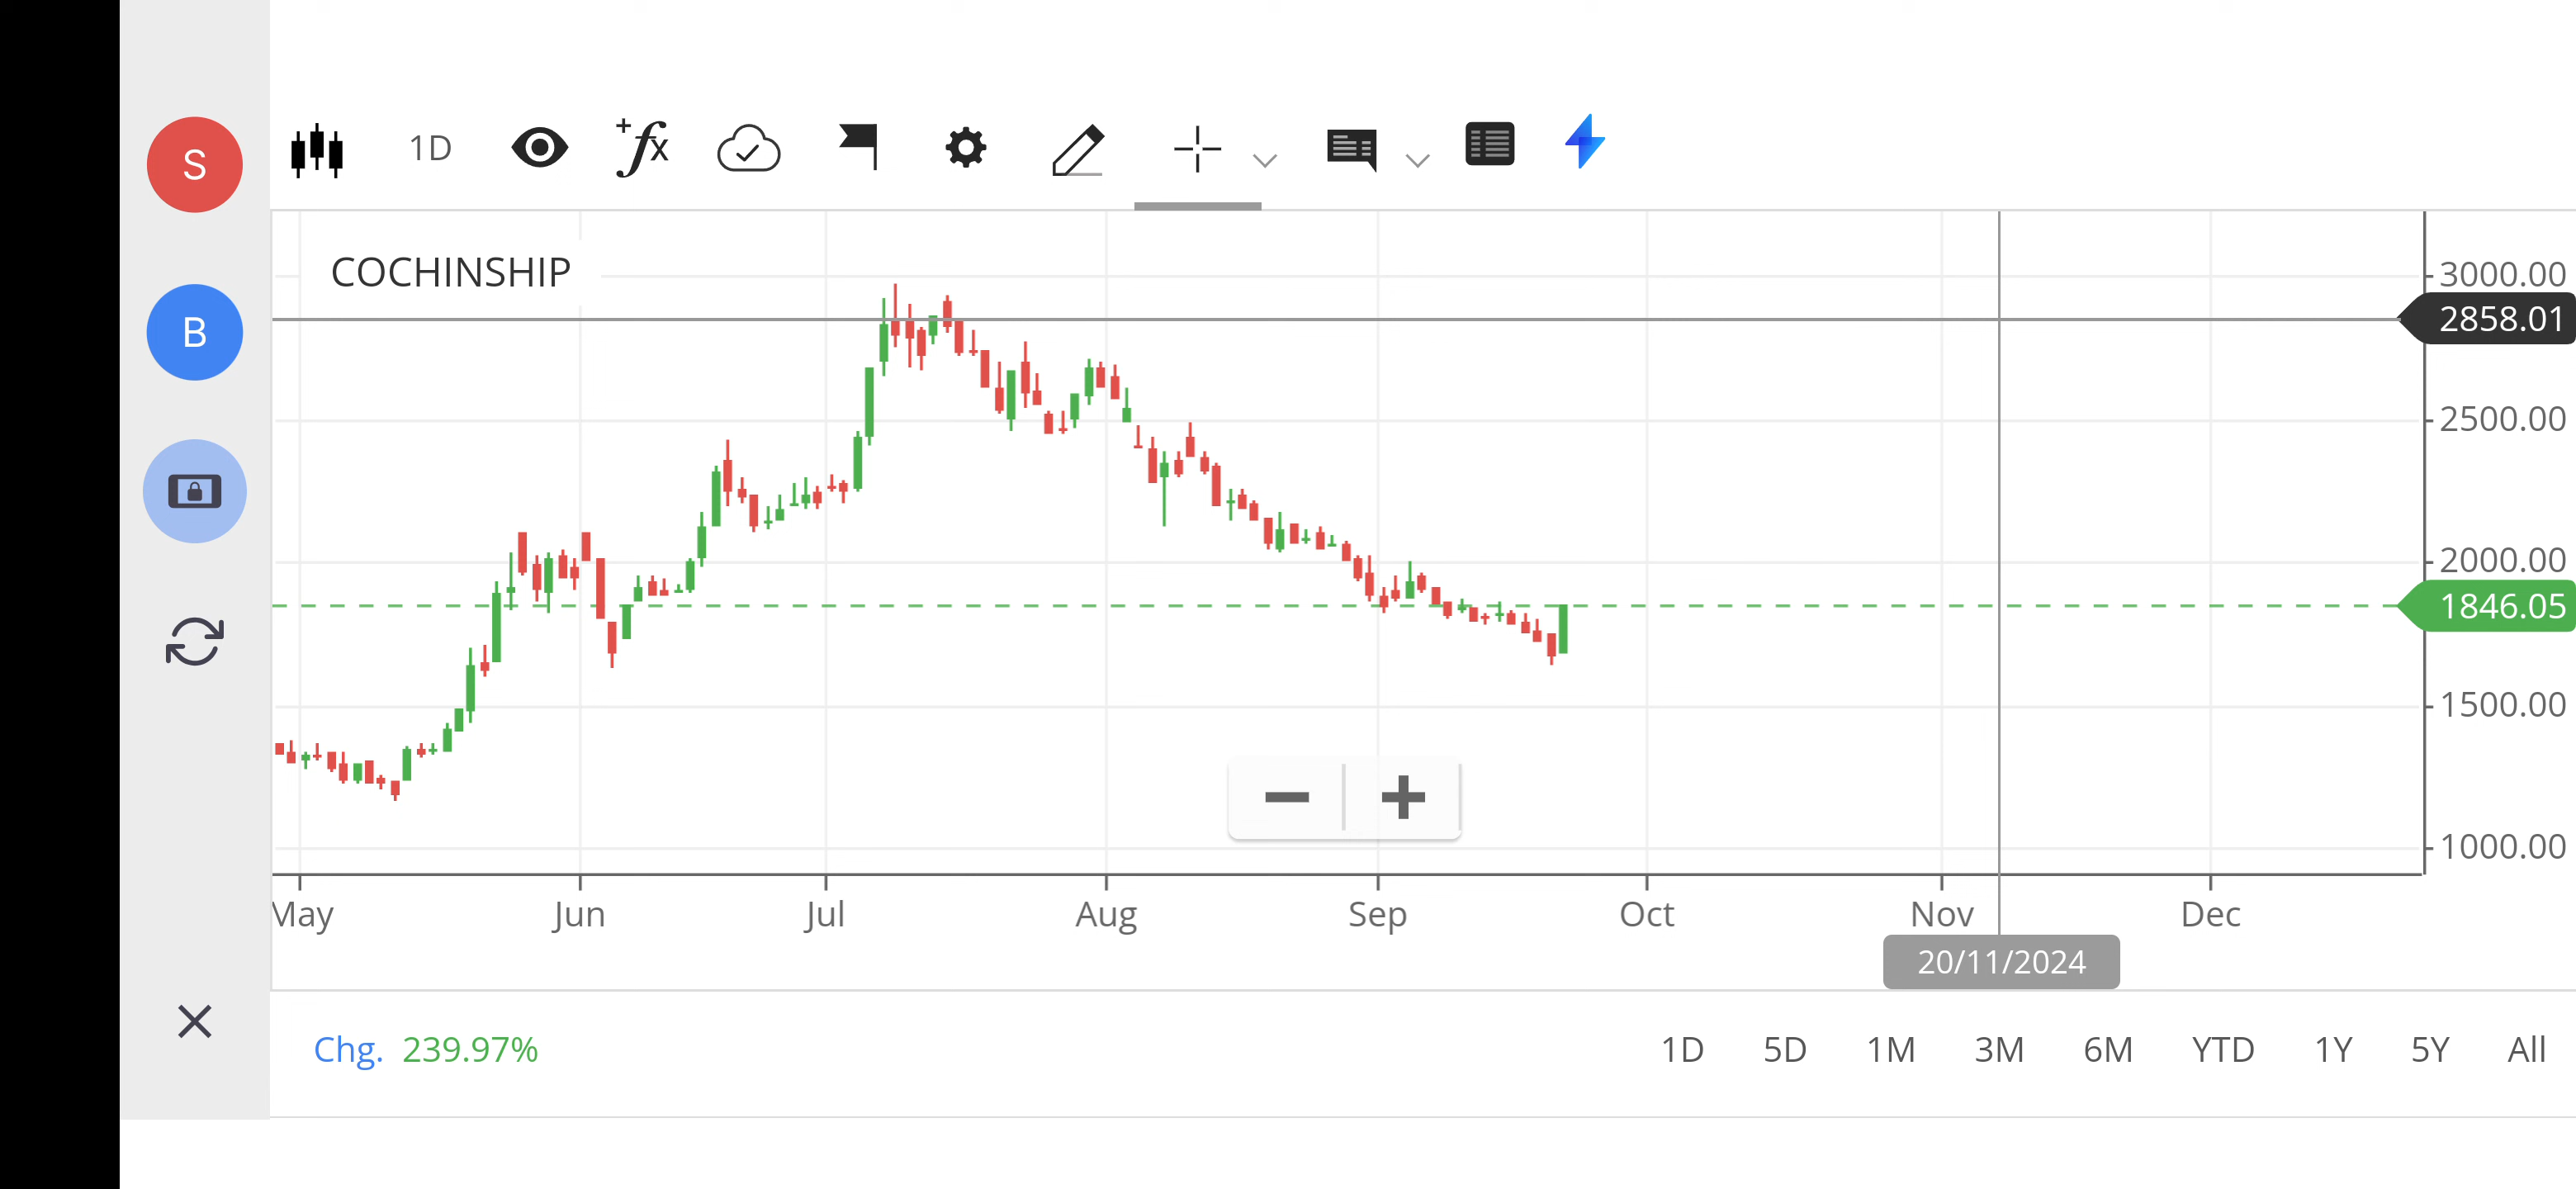 S
B
1D
+fx
COCHINSHIP
3000.00
2858.01
2500.00
2000.00
1846.05
1500.00
1000.00
May Jun Jul Aug Sep Oct Nov Dec
20/11/2024
Chg. 239.97% 1D 5D 1M 3M 6M YTD 1Y 5Y All